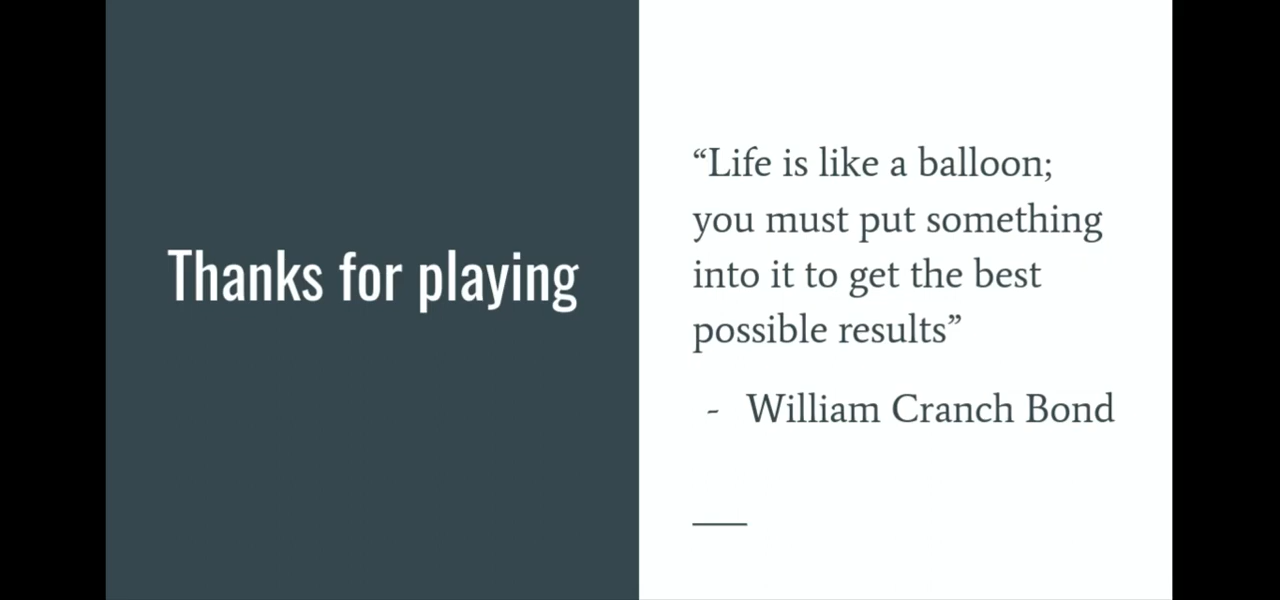 Thanks for playing
“Life is like a balloon;
you must put something
into it to get the best
possible results”
- William Cranch Bond